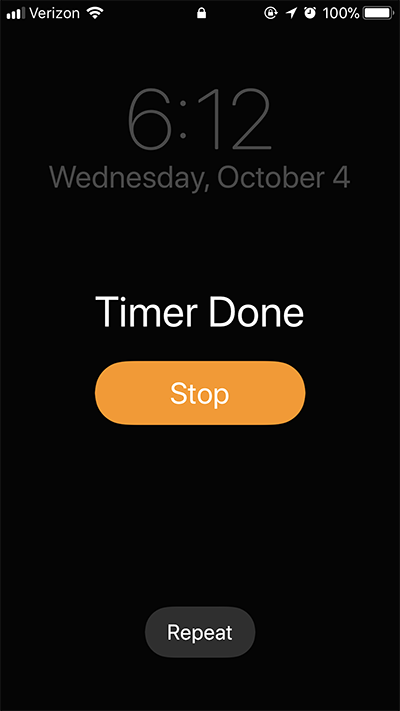 Verizon 100%
6:12
Wednesday, October 4
Timer Done
Stop
Repeat